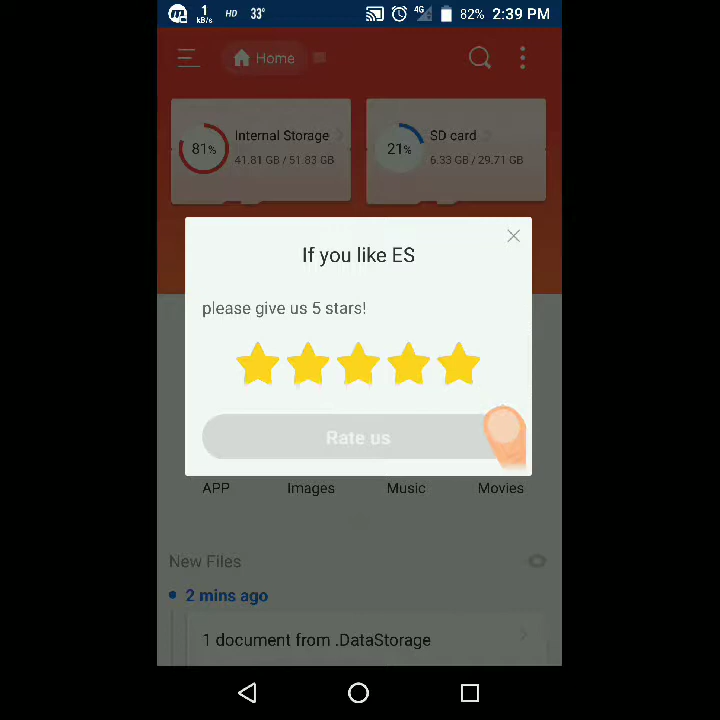 1 kB/s HD 33° 4G 82% 2:39 PM
Home
Internal Storage SD card
81% 41.81 GB / 51.83 GB 21% 6.33 GB / 29.71 GB
If you like ES
please give us 5 stars!
Rate us
APP Images Music Movies
New Files
2 mins ago
1 document from .DataStorage